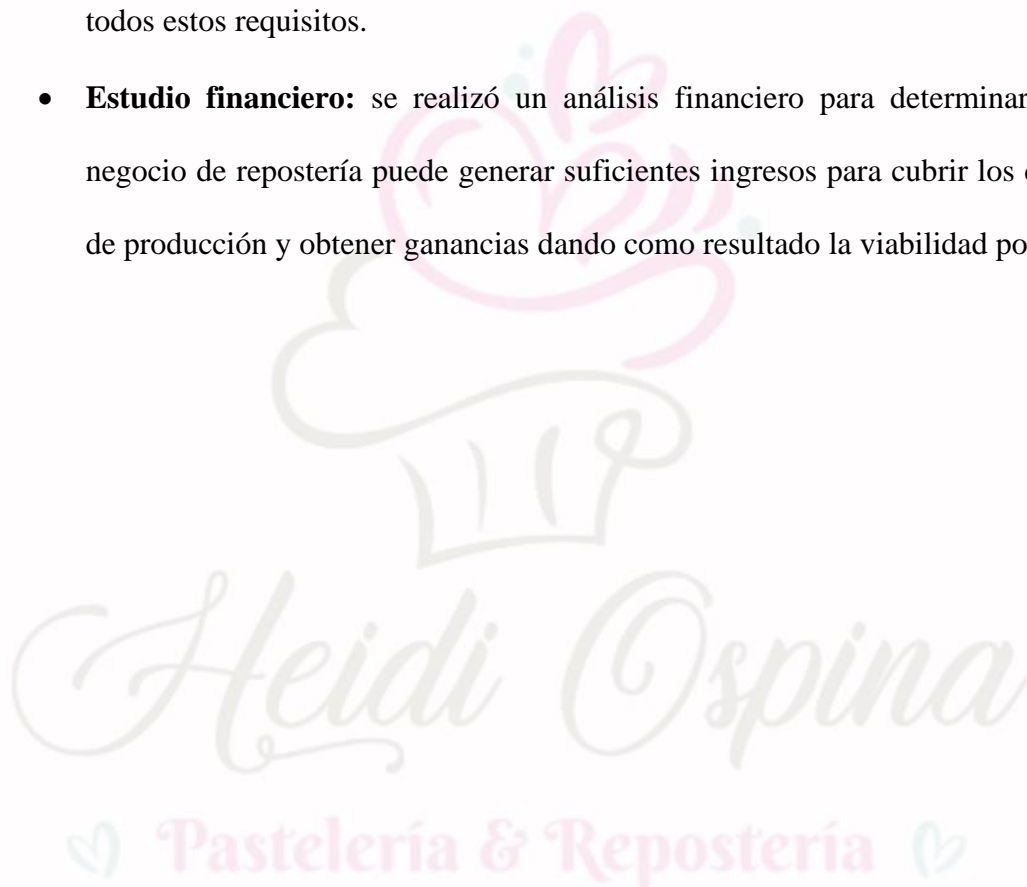 todos estos requisitos.
• Estudio financiero: se realizó un análisis financiero para determinar
negocio de repostería puede generar suficientes ingresos para cubrir los
de producción y obtener ganancias dando como resultado la viabilidad
Heidi Ospina
Pastelería & Repostería